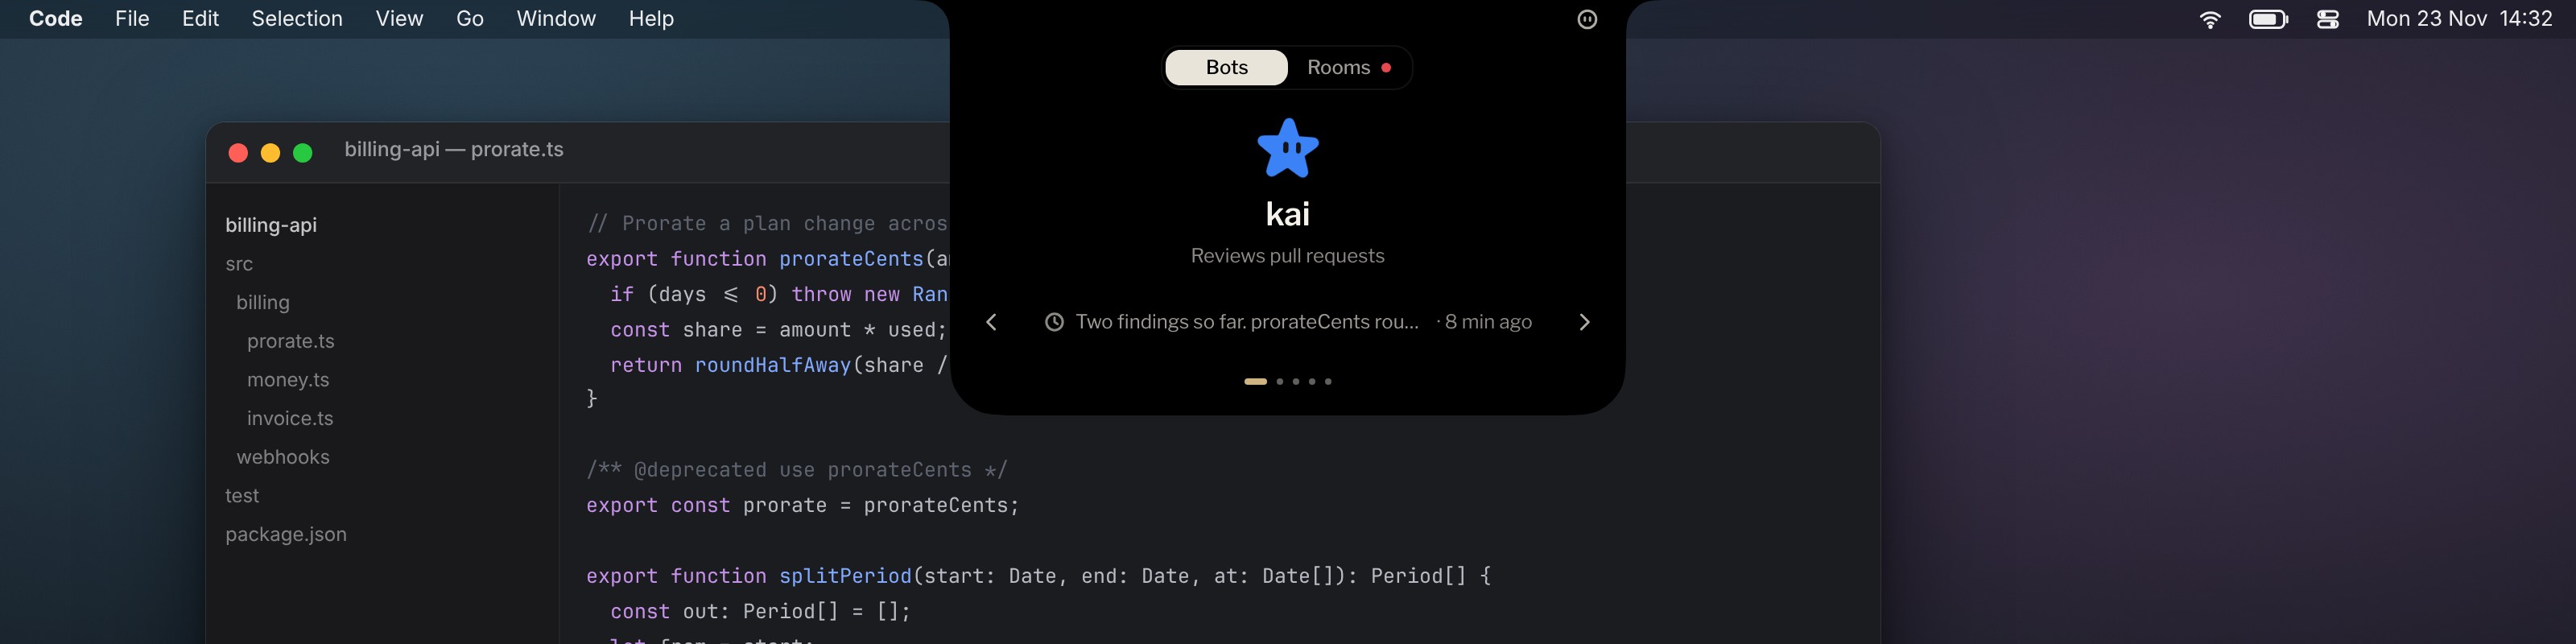 Code File Edit Selection View Go Window Help
Mon 23 Nov 14:32
Bots Rooms
kai
Reviews pull requests
Two findings so far. prorateCents rou... · 8 min ago
billing-api — prorate.ts
billing-api
src
billing
prorate.ts
money.ts
invoice.ts
webhooks
test
package.json
// Prorate a plan change acros
export function prorateCents(a
if (days <= 0) throw new Ran
const share = amount * used;
return roundHalfAway(share /
}
/** @deprecated use prorateCents */
export const prorate = prorateCents;
export function splitPeriod(start: Date, end: Date, at: Date[]): Period[] {
const out: Period[] = [];